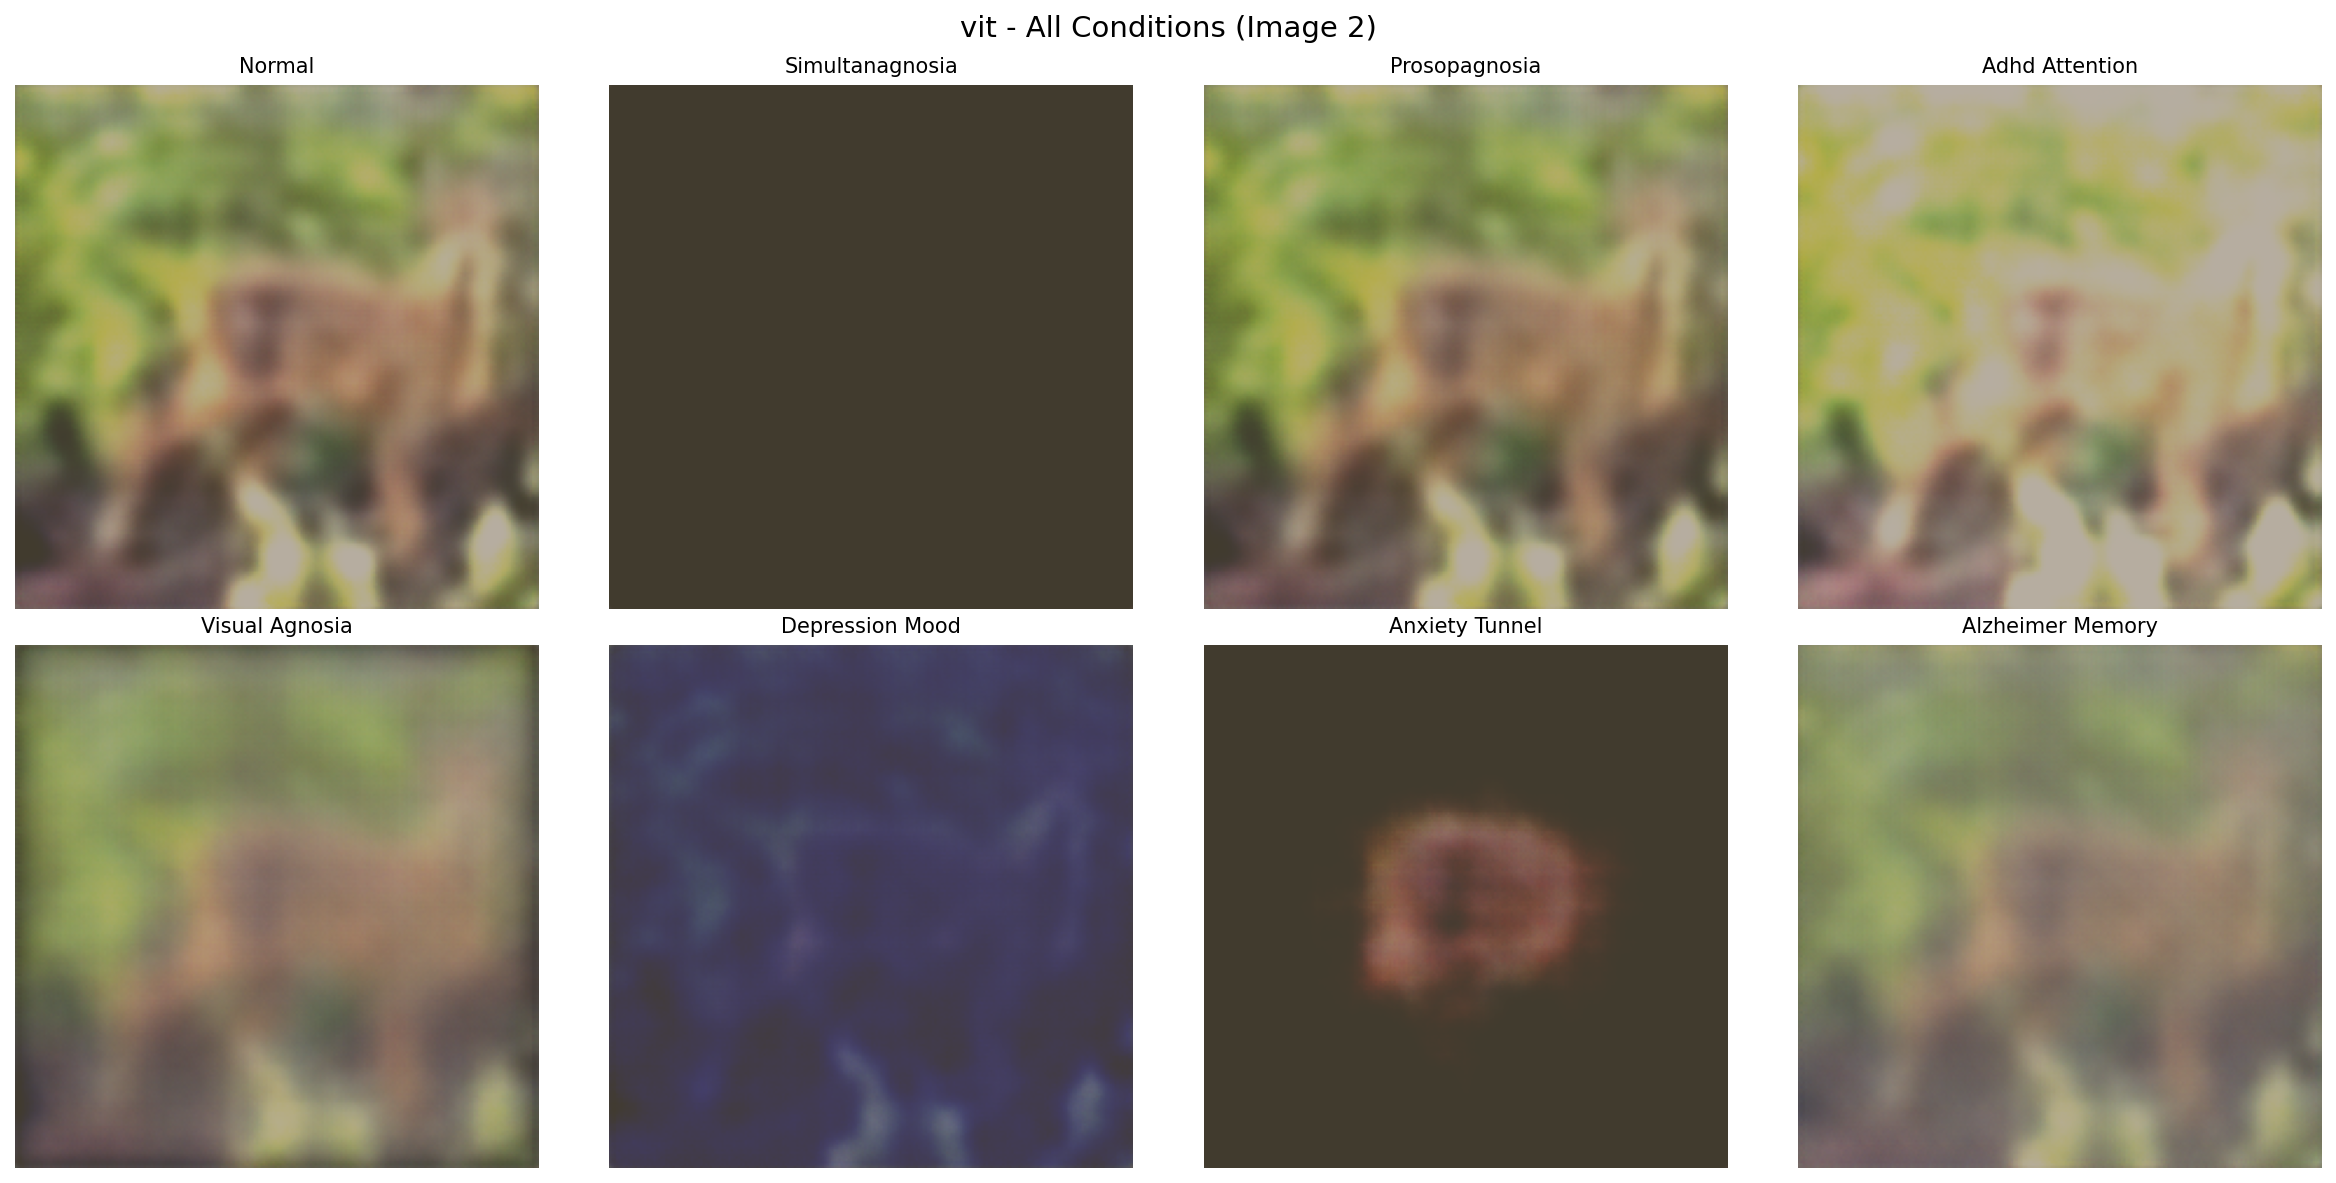 vit - All Conditions (Image 2)
Normal
Simultanagnosia
Prosopagnosia
Adhd Attention
Visual Agnosia
Depression Mood
Anxiety Tunnel
Alzheimer Memory